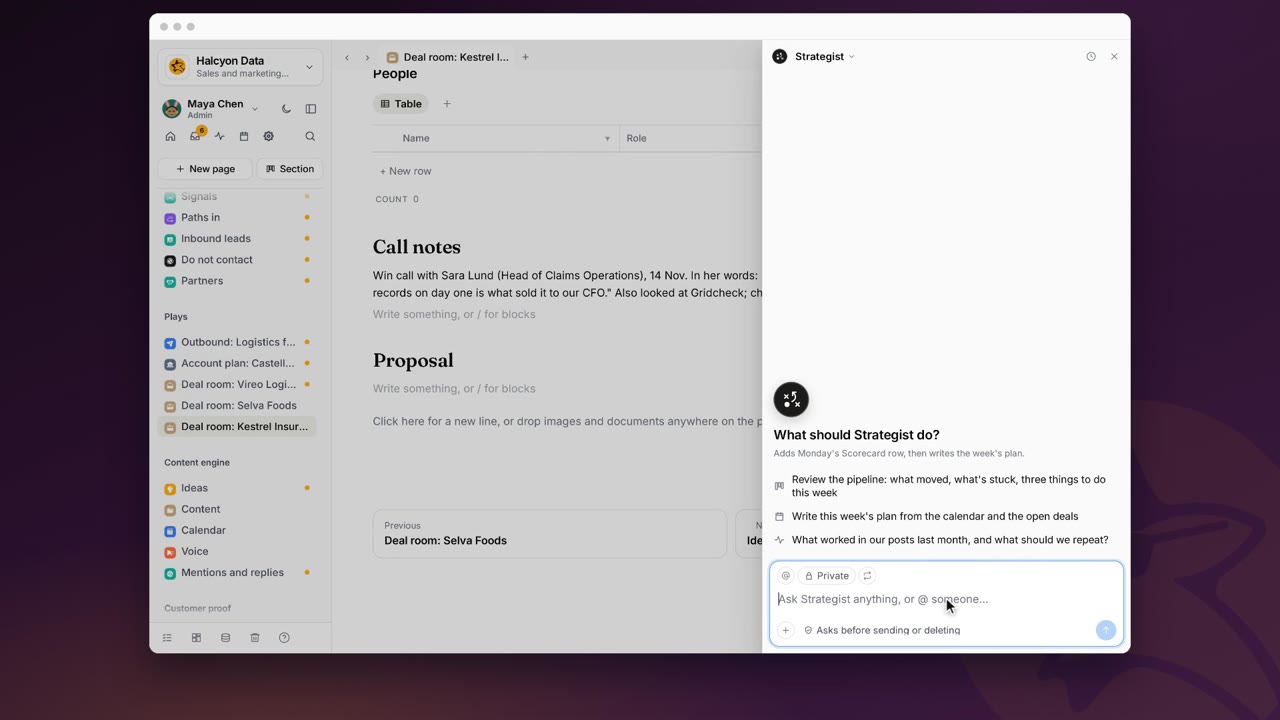 Halcyon Data
Sales and marketing...
Maya Chen
Admin
6
New page
Section
Signals
Paths in
Inbound leads
Do not contact
Partners
Plays
Outbound: Logistics f...
Account plan: Castell...
Deal room: Vireo Logi...
Deal room: Selva Foods
Deal room: Kestrel Insur...
Content engine
Ideas
Content
Calendar
Voice
Mentions and replies
Customer proof
Deal room: Kestrel I...
People
Table
Name
Role
+ New row
COUNT 0
Call notes
Win call with Sara Lund (Head of Claims Operations), 14 Nov. In her words:
records on day one is what sold it to our CFO." Also looked at Gridcheck; ch
Write something, or / for blocks
Proposal
Write something, or / for blocks
Click here for a new line, or drop images and documents anywhere on the p
Previous
Deal room: Selva Foods
N
Ide
Strategist
What should Strategist do?
Adds Monday's Scorecard row, then writes the week's plan.
Review the pipeline: what moved, what's stuck, three things to do
this week
Write this week's plan from the calendar and the open deals
What worked in our posts last month, and what should we repeat?
@ Private
Ask Strategist anything, or @ someone...
Asks before sending or deleting